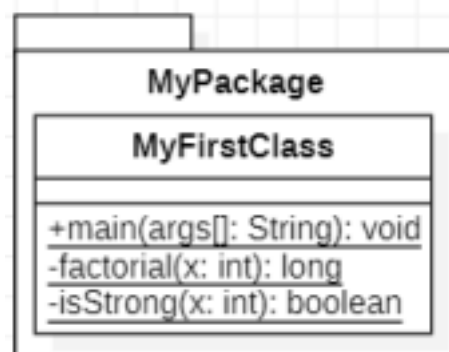 MyPackage
MyFirstClass
+main(args[]: String): void
-factorial(x: int): long
-isStrong(x: int): boolean